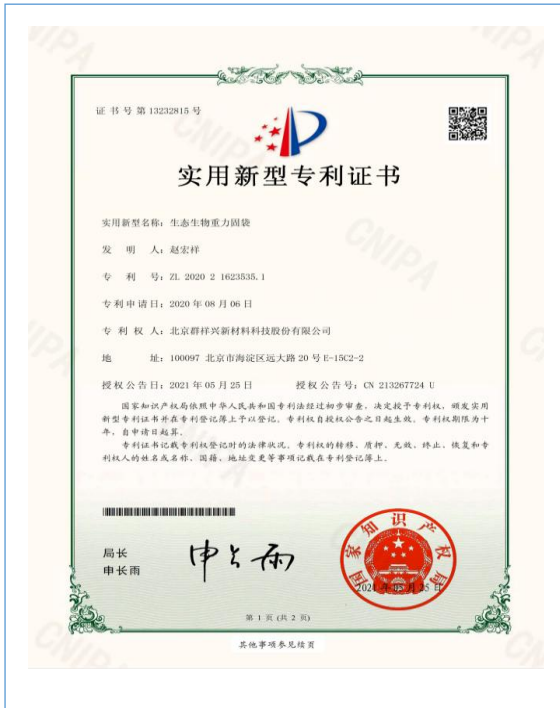 证书号第13232815号
实用新型专利证书
实用新型名称：生态生物重力固袋
发明人：赵宏祥
专利号：ZL 2020 2 1623535.1
专利申请日：2020年08月06日
专利权人：北京群祥兴新材料科技股份有限公司
地址：100097 北京市海淀区远大路20号E-15C2-2
授权公告日：2021年05月25日 授权公告号：CN 213267724 U
国家知识产权局依照中华人民共和国专利法经过初步审查，决定授予专利权，颁发实用
新型专利证书并在专利登记簿上予以登记。专利权自授权公告之日起生效。专利权期限为十
年，自申请日起算。
专利证书记载专利权登记时的法律状况。专利权的转移、质押、无效、终止、恢复和专
利权人的姓名或名称、国籍、地址变更等事项记载在专利登记簿上。
局长
申长雨
申长雨
国家知识产权局
2021年05月25日
第 1 页 (共 2 页)
其他事项参见续页
CNIPA
CNIPA
CNIPA
CNIPA